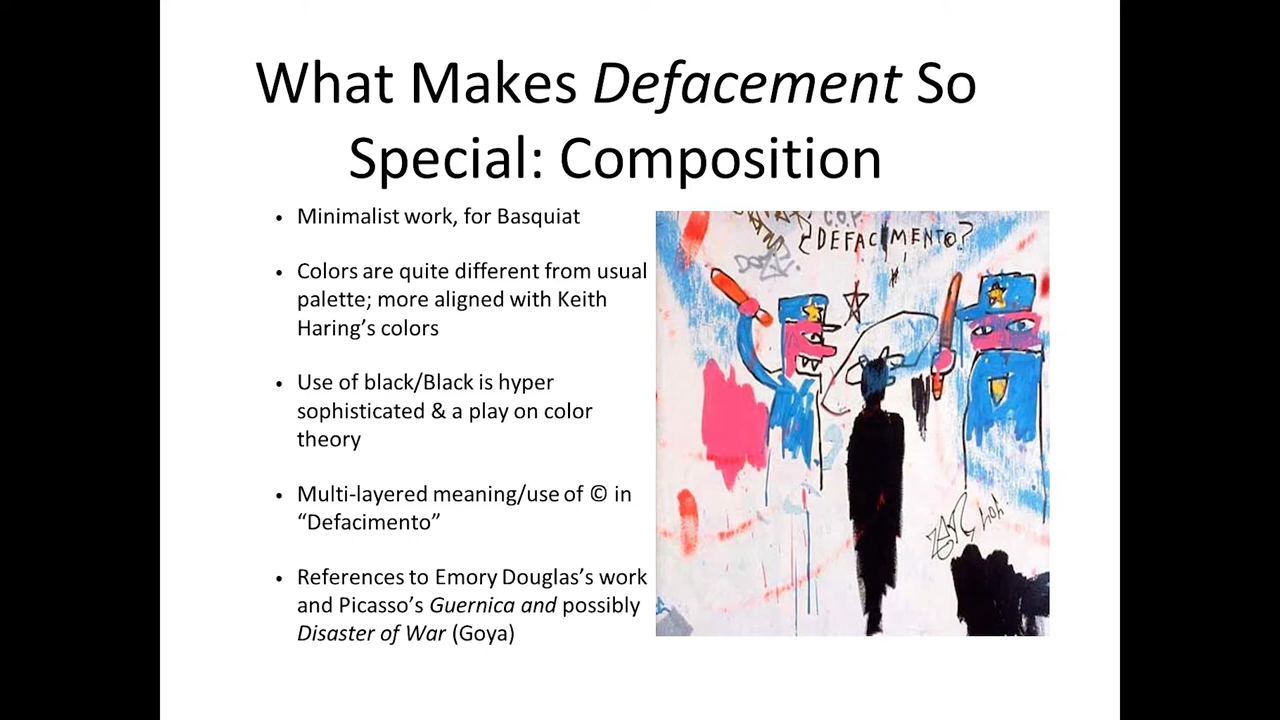 What Makes Defacement So
Special: Composition
• Minimalist work, for Basquiat
• Colors are quite different from usual
palette; more aligned with Keith
Haring’s colors
• Use of black/Black is hyper
sophisticated & a play on color
theory
• Multi-layered meaning/use of © in
“Defacimento”
• References to Emory Douglas’s work
and Picasso’s Guernica and possibly
Disaster of War (Goya)
¿DEFACIMENTO?